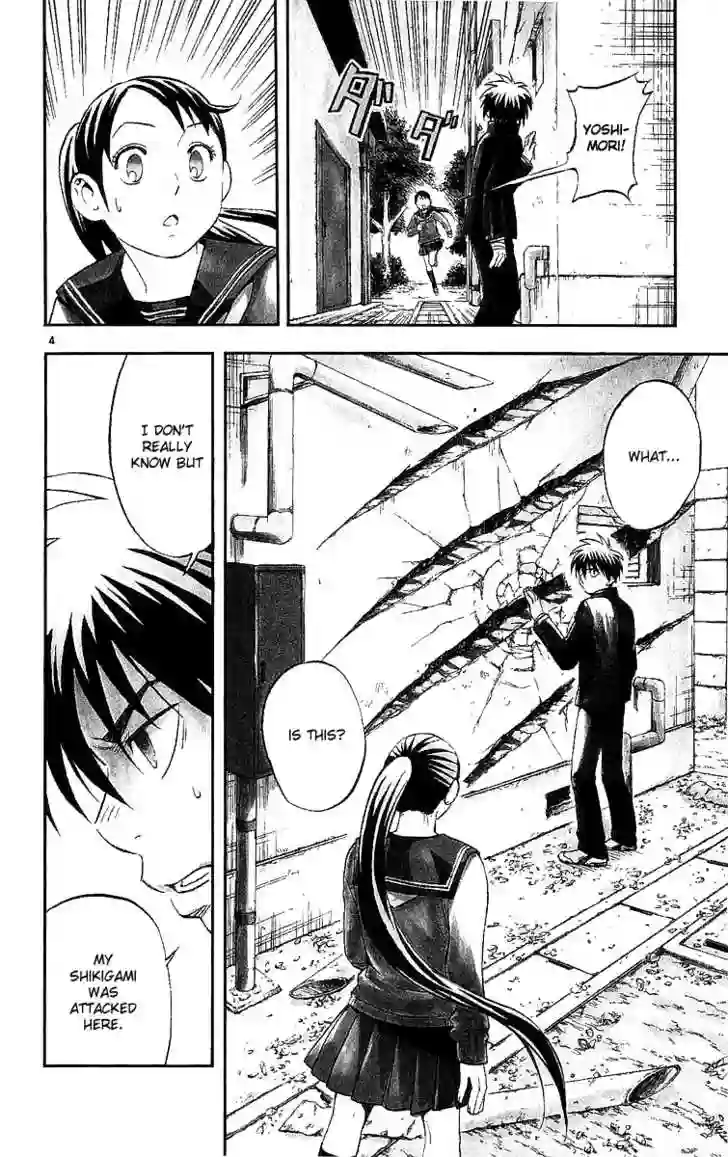 YOSHI-
MORI!
ダダ
4
WHAT...
IS THIS?
I DON'T
REALLY
KNOW BUT
MY
SHIKIGAMI
WAS
ATTACKED
HERE.